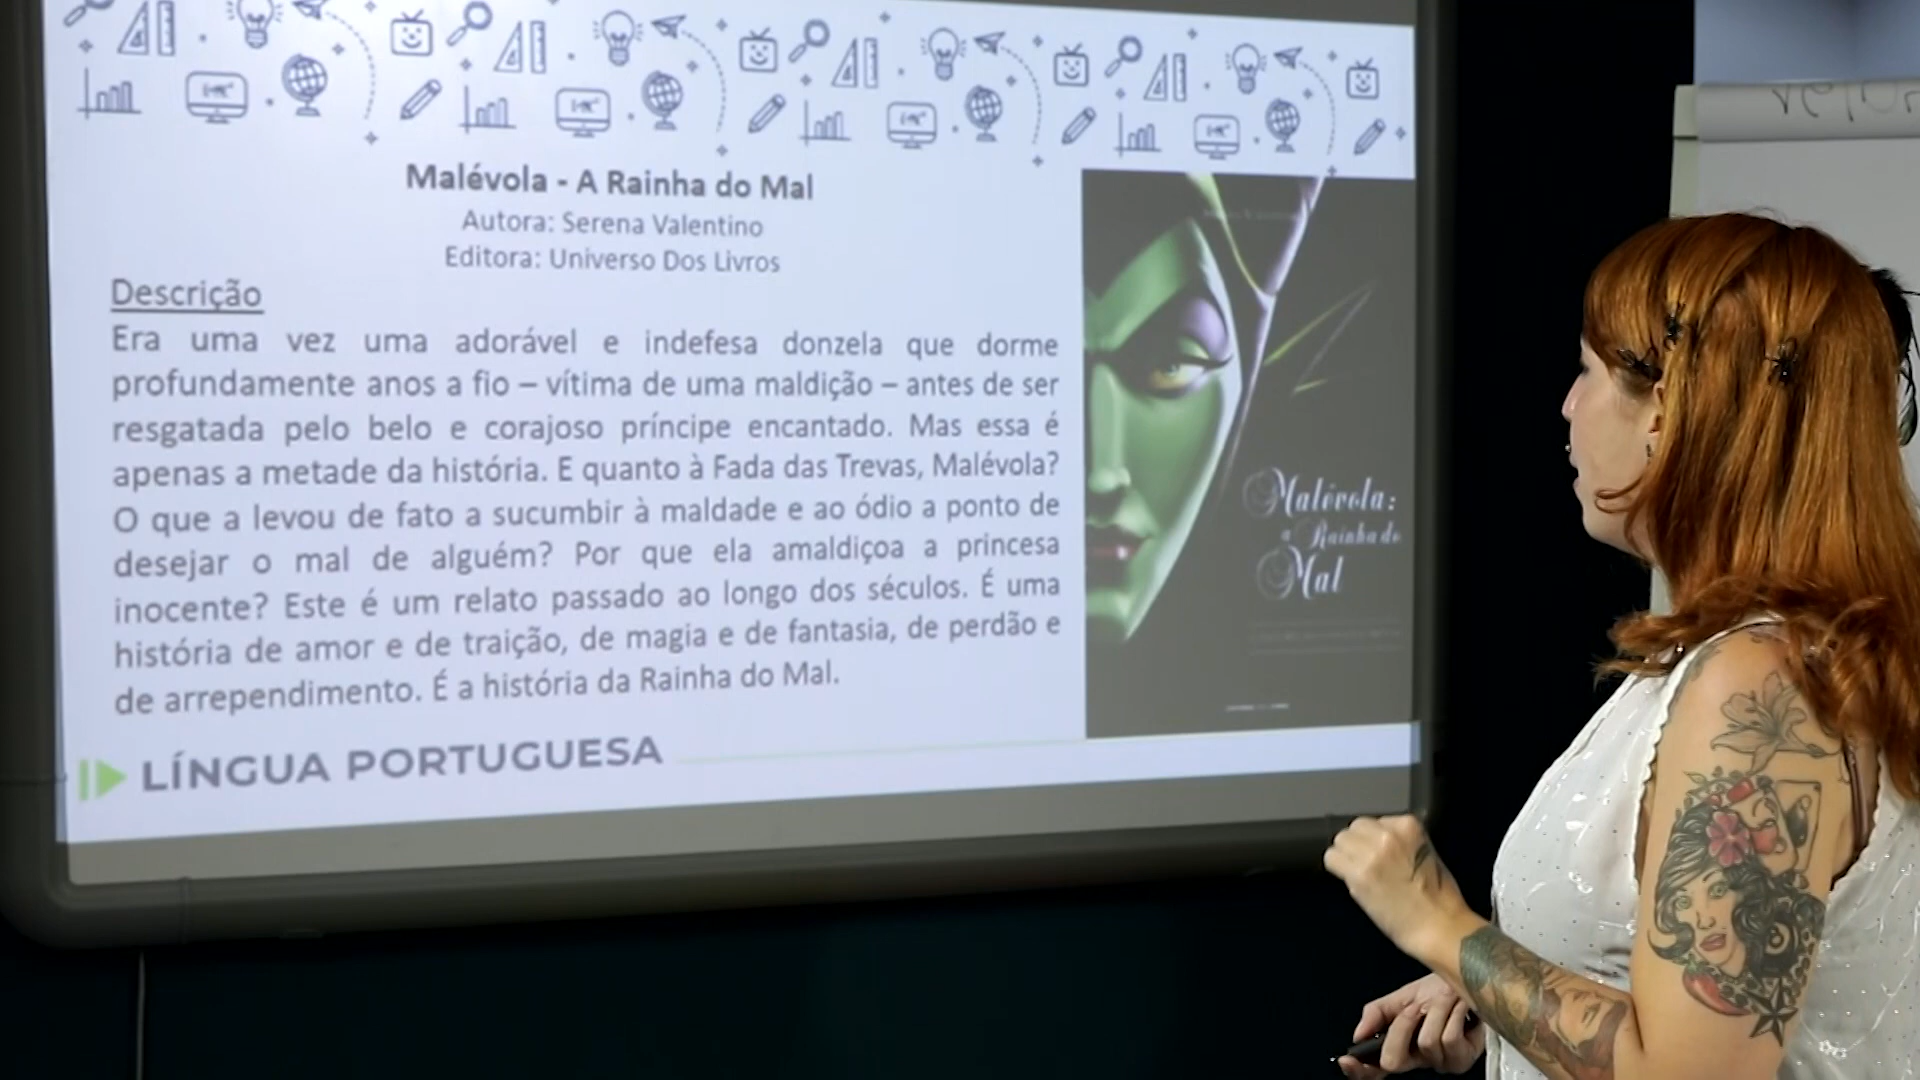 Malévola - A Rainha do Mal
Autora: Serena Valentino
Editora: Universo Dos Livros
Descrição
Era uma vez uma adorável e indefesa donzela que dorme
profundamente anos a fio – vítima de uma maldição – antes de ser
resgatada pelo belo e corajoso príncipe encantado. Mas essa é
apenas a metade da história. E quanto à Fada das Trevas, Malévola?
O que a levou de fato a sucumbir à maldade e ao ódio a ponto de
desejar o mal de alguém? Por que ela amaldiçoa a princesa
inocente? Este é um relato passado ao longo dos séculos. É uma
história de amor e de traição, de magia e de fantasia, de perdão e
de arrependimento. É a história da Rainha do Mal.
Malévola:
a Rainha do
Mal
LÍNGUA PORTUGUESA